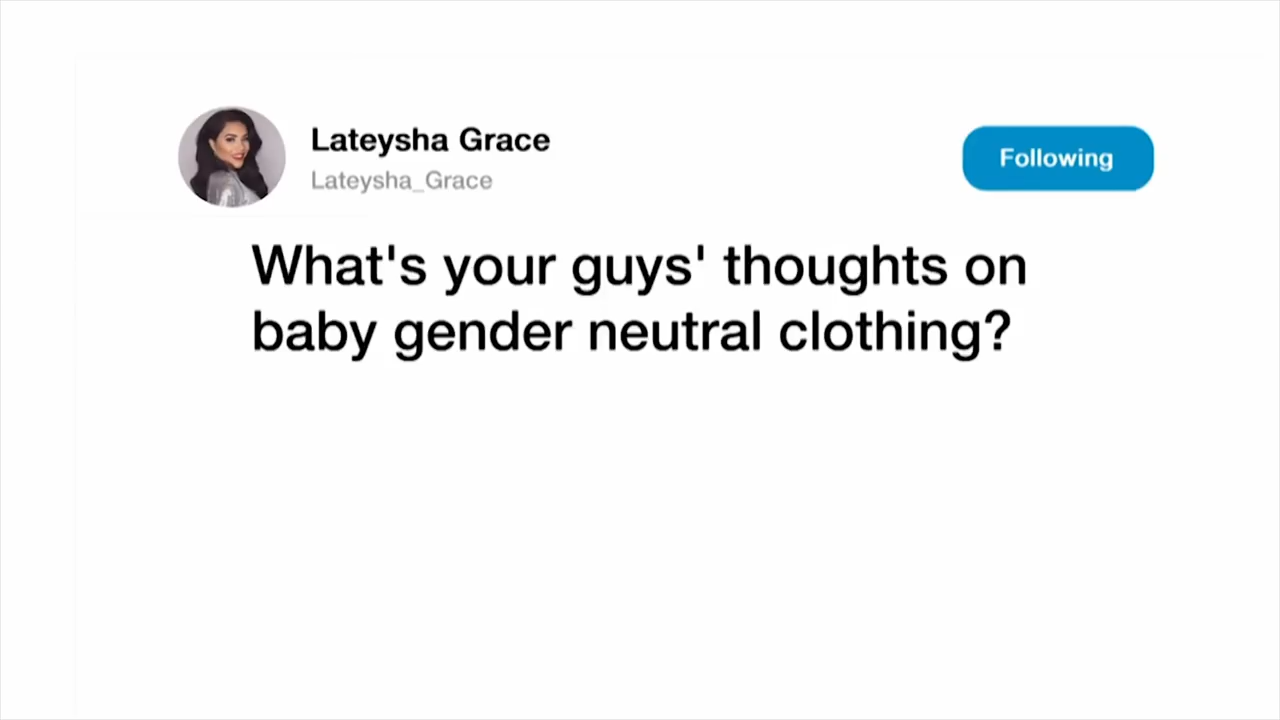 Lateysha Grace
Lateysha_Grace
Following
What's your guys' thoughts on
baby gender neutral clothing?